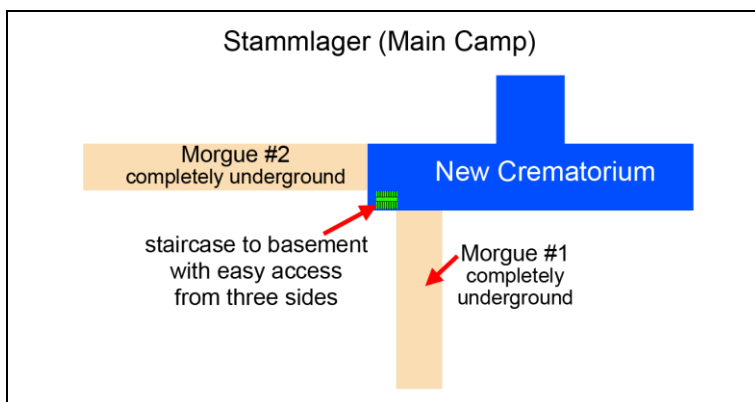 Stammlager (Main Camp)
Morgue #2
completely underground
New Crematorium
staircase to basement
with easy access
from three sides
Morgue #1
completely
underground